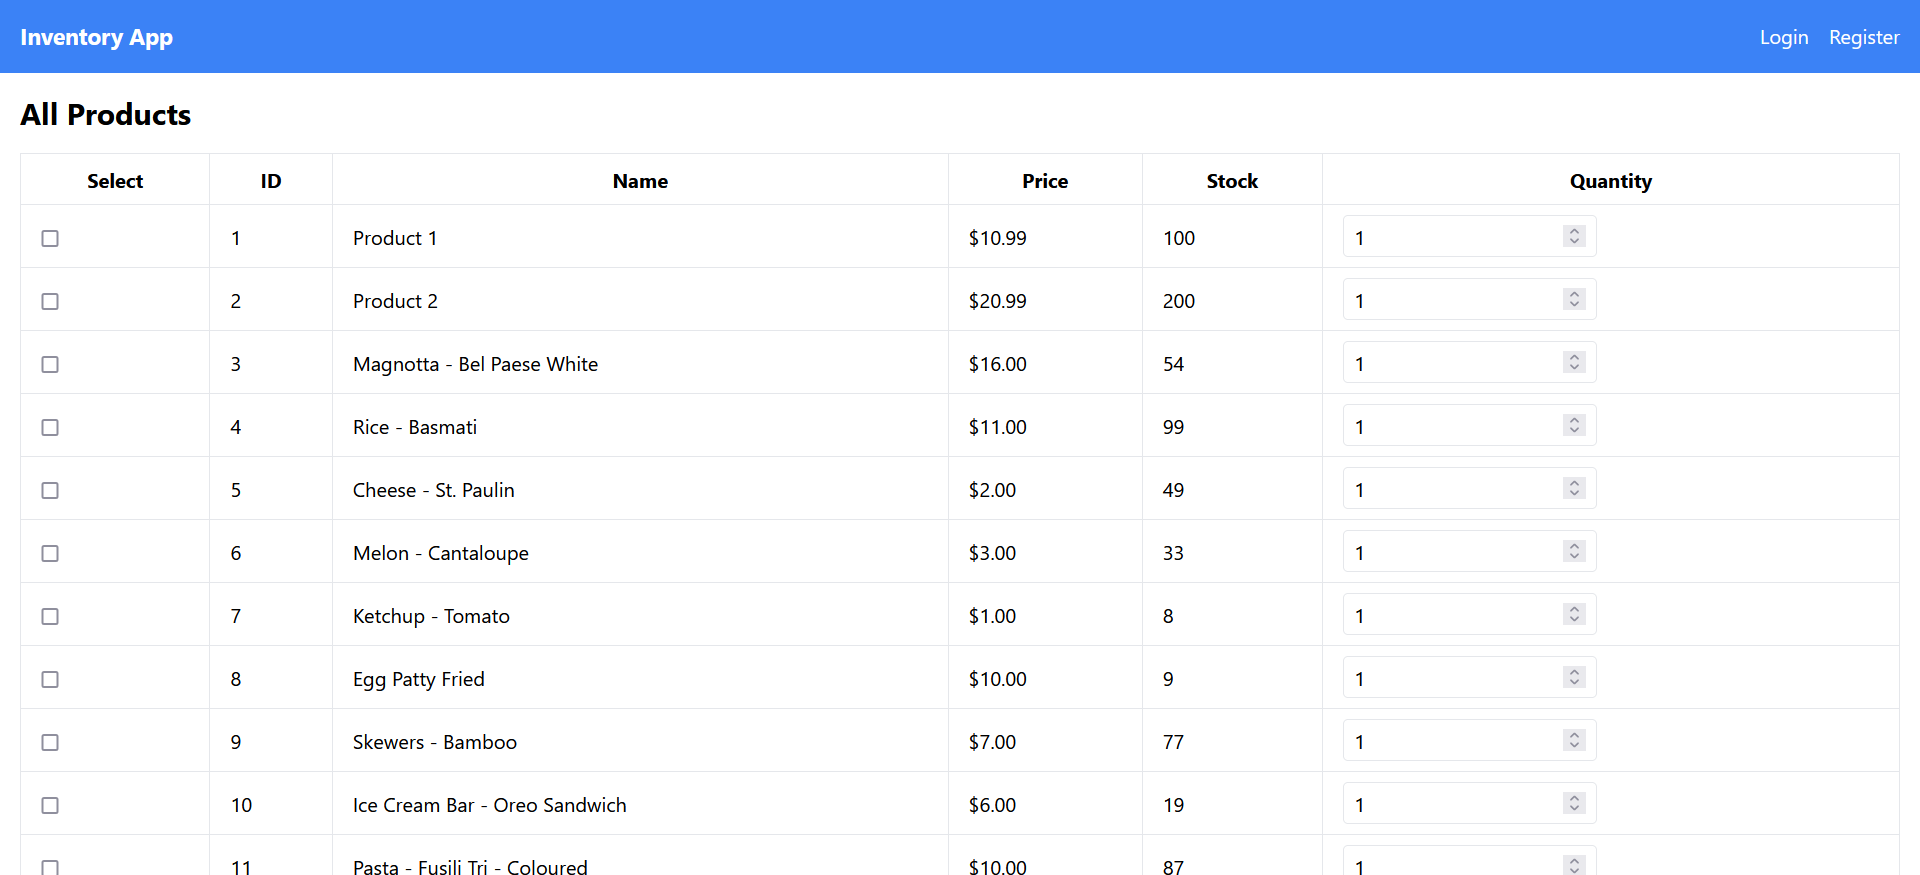 Inventory App Login Register
All Products
Select ID Name Price Stock Quantity
1 Product 1 $10.99 100 1
2 Product 2 $20.99 200 1
3 Magnotta - Bel Paese White $16.00 54 1
4 Rice - Basmati $11.00 99 1
5 Cheese - St. Paulin $2.00 49 1
6 Melon - Cantaloupe $3.00 33 1
7 Ketchup - Tomato $1.00 8 1
8 Egg Patty Fried $10.00 9 1
9 Skewers - Bamboo $7.00 77 1
10 Ice Cream Bar - Oreo Sandwich $6.00 19 1
11 Pasta - Fusili Tri - Coloured $10.00 87 1